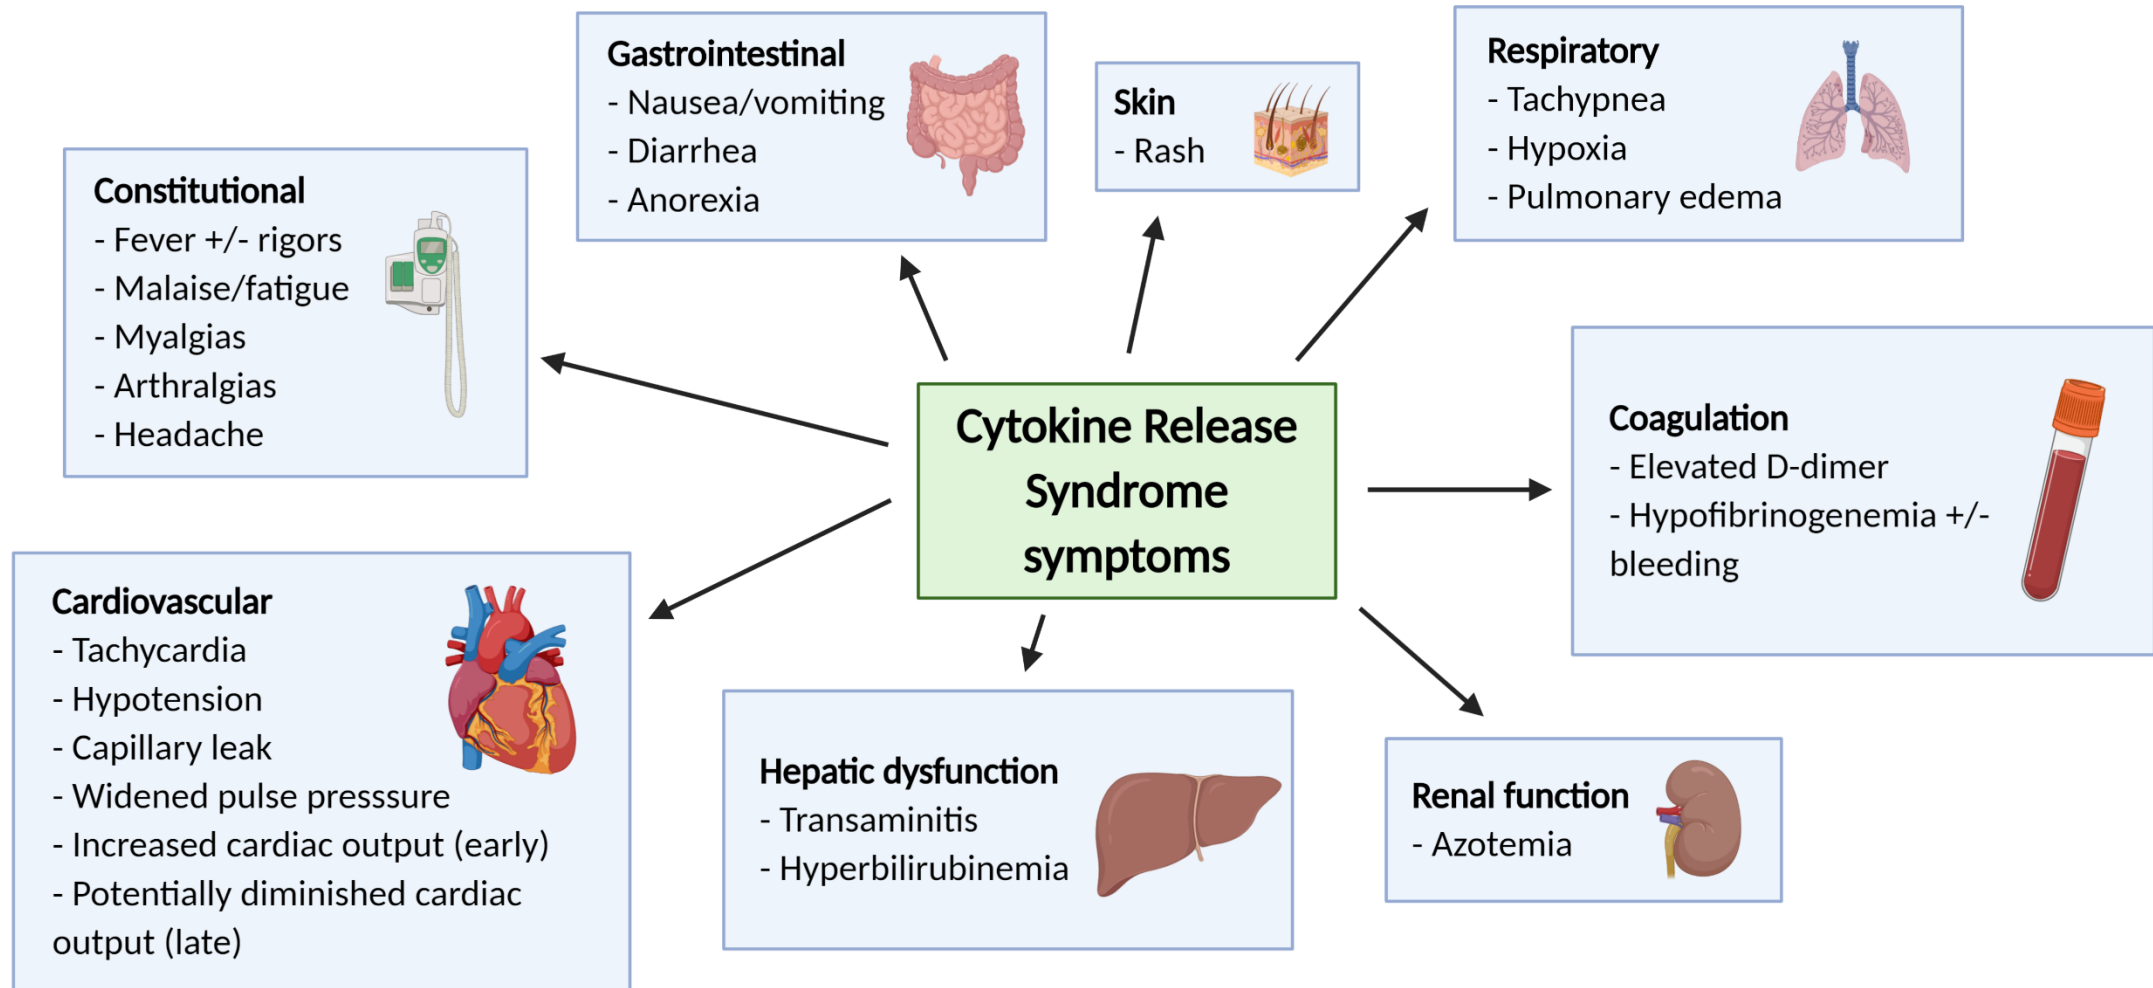 Gastrointestinal
- Nausea/vomiting
- Diarrhea
- Anorexia
Skin
- Rash
Respiratory
- Tachypnea
- Hypoxia
- Pulmonary edema
Constitutional
- Fever +/- rigors
- Malaise/fatigue
- Myalgias
- Arthralgias
- Headache
Cytokine Release
Syndrome
symptoms
Coagulation
- Elevated D-dimer
- Hypofibrinogenemia +/-
bleeding
Cardiovascular
- Tachycardia
- Hypotension
- Capillary leak
- Widened pulse presssure
- Increased cardiac output (early)
- Potentially diminished cardiac
output (late)
Hepatic dysfunction
- Transaminitis
- Hyperbilirubinemia
Renal function
- Azotemia